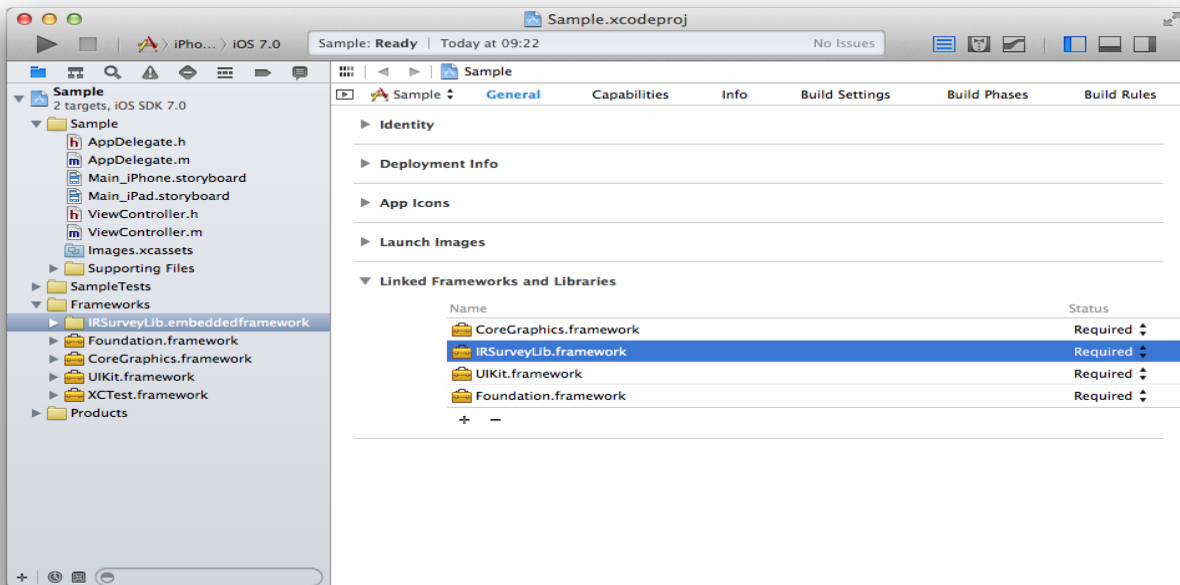 Sample.xcodeproj
iPho... iOS 7.0
Sample: Ready | Today at 09:22
No Issues
Sample
2 targets, iOS SDK 7.0
Sample
AppDelegate.h
AppDelegate.m
Main_iPhone.storyboard
Main_iPad.storyboard
ViewController.h
ViewController.m
Images.xcassets
Supporting Files
SampleTests
Frameworks
IRSurveyLib.embeddedframework
Foundation.framework
CoreGraphics.framework
UIKit.framework
XCTest.framework
Products
Sample
Sample General Capabilities Info Build Settings Build Phases Build Rules
Identity
Deployment Info
App Icons
Launch Images
Linked Frameworks and Libraries
Name Status
CoreGraphics.framework Required
IRSurveyLib.framework Required
UIKit.framework Required
Foundation.framework Required